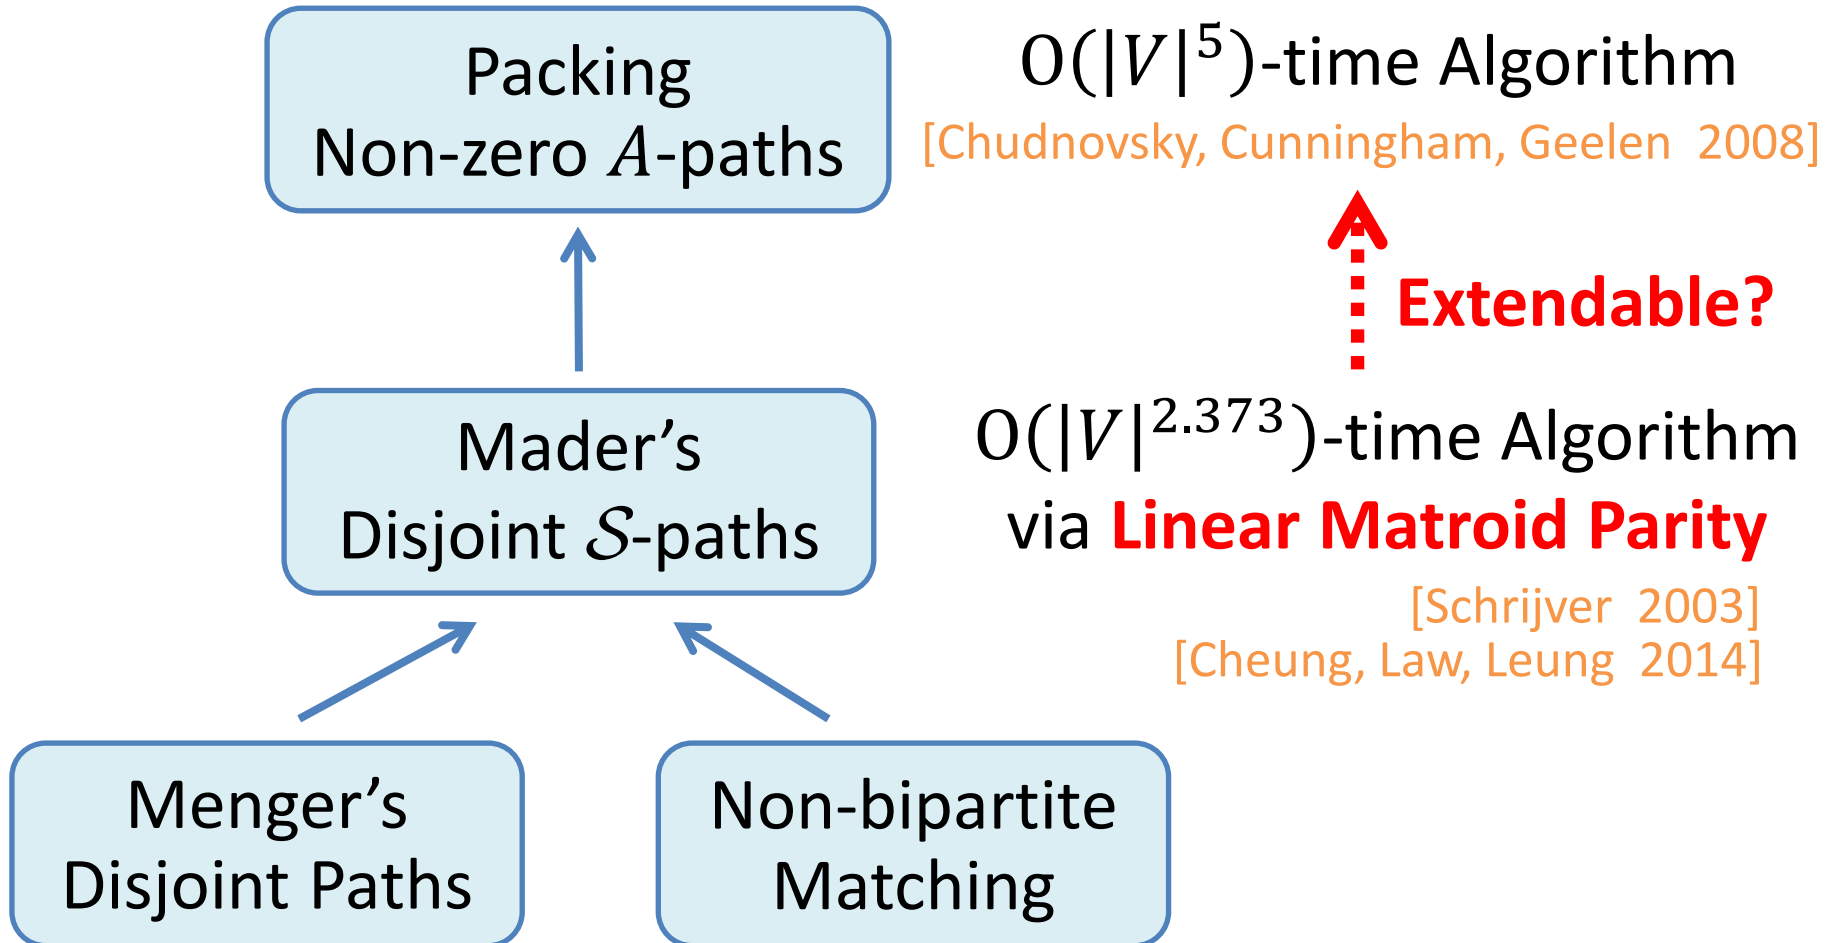 Packing
Non-zero A-paths
O(|V|^5)-time Algorithm
[Chudnovsky, Cunningham, Geelen 2008]
Extendable?
Mader’s
Disjoint 𝒮-paths
O(|V|^2.373)-time Algorithm
via Linear Matroid Parity
[Schrijver 2003]
[Cheung, Law, Leung 2014]
Menger’s
Disjoint Paths
Non-bipartite
Matching